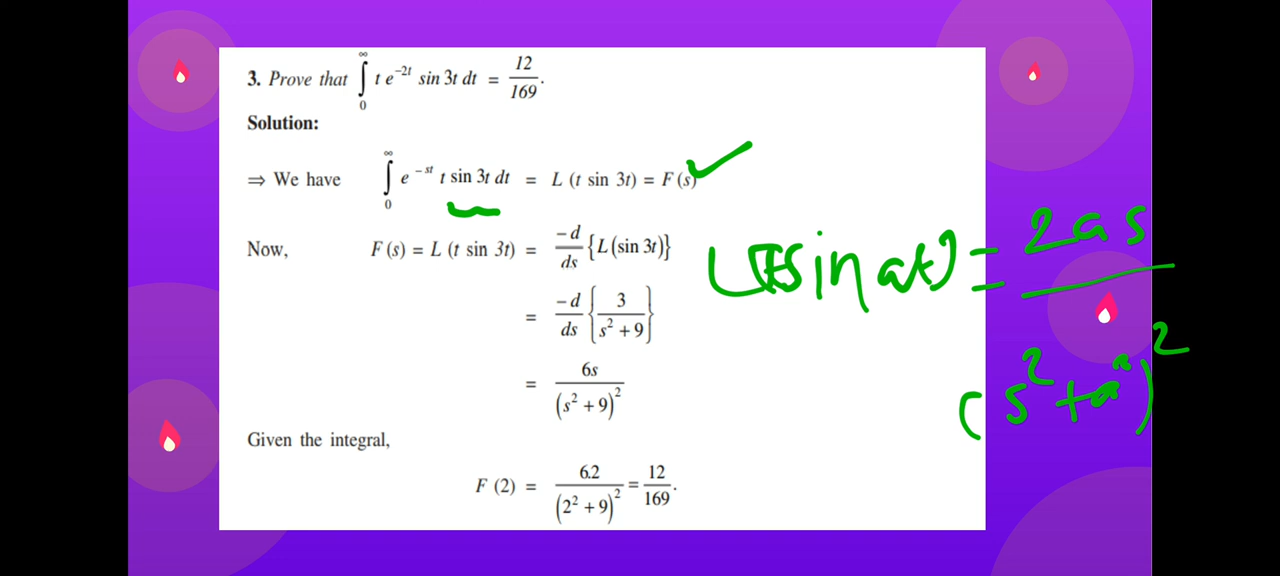 3. Prove that ∫₀^∞ t e^{-2t} sin 3t dt = 12/169.
Solution:
⇒ We have ∫₀^∞ e^{-st} t sin 3t dt = L (t sin 3t) = F(s)
Now, F(s) = L (t sin 3t) = -d/ds {L(sin 3t)}
= -d/ds {3/(s² + 9)}
= 6s/(s² + 9)²
Given the integral,
F (2) = 6.2/(2² + 9)² = 12/169.
L(t sin at) = 2as/(s² + a²)²